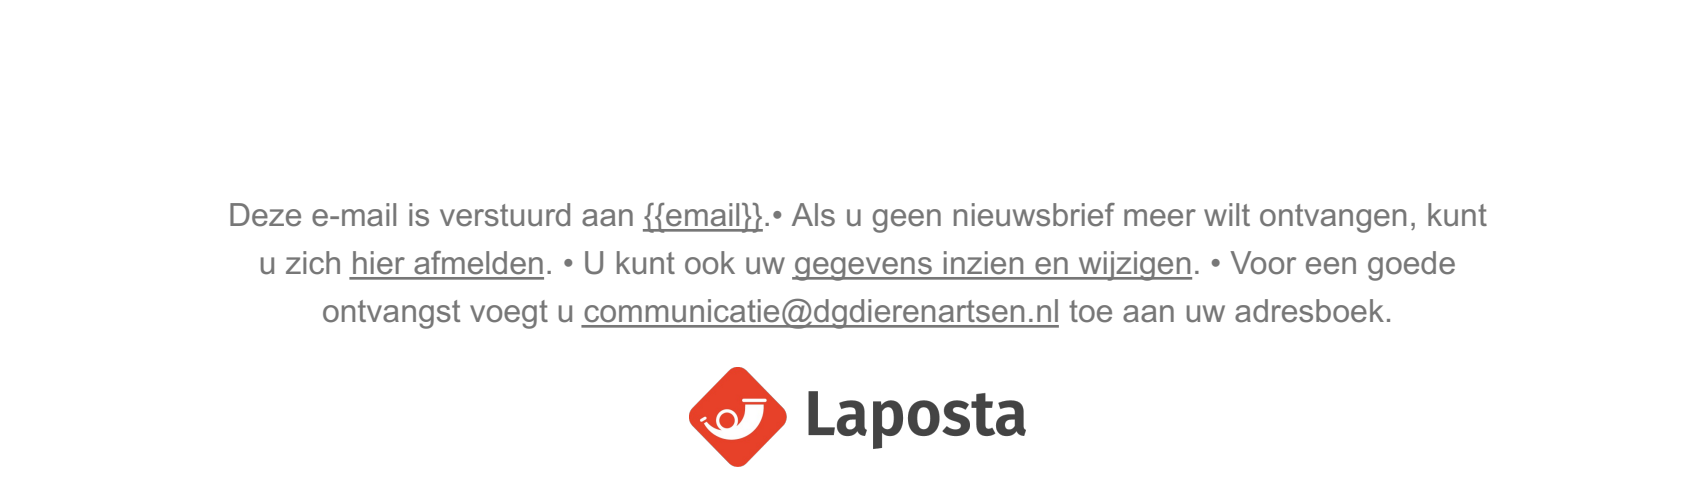 Deze e-mail is verstuurd aan {{email}}.• Als u geen nieuwsbrief meer wilt ontvangen, kunt
u zich hier afmelden. • U kunt ook uw gegevens inzien en wijzigen. • Voor een goede
ontvangst voegt u communicatie@dgdierenartsen.nl toe aan uw adresboek.
Laposta